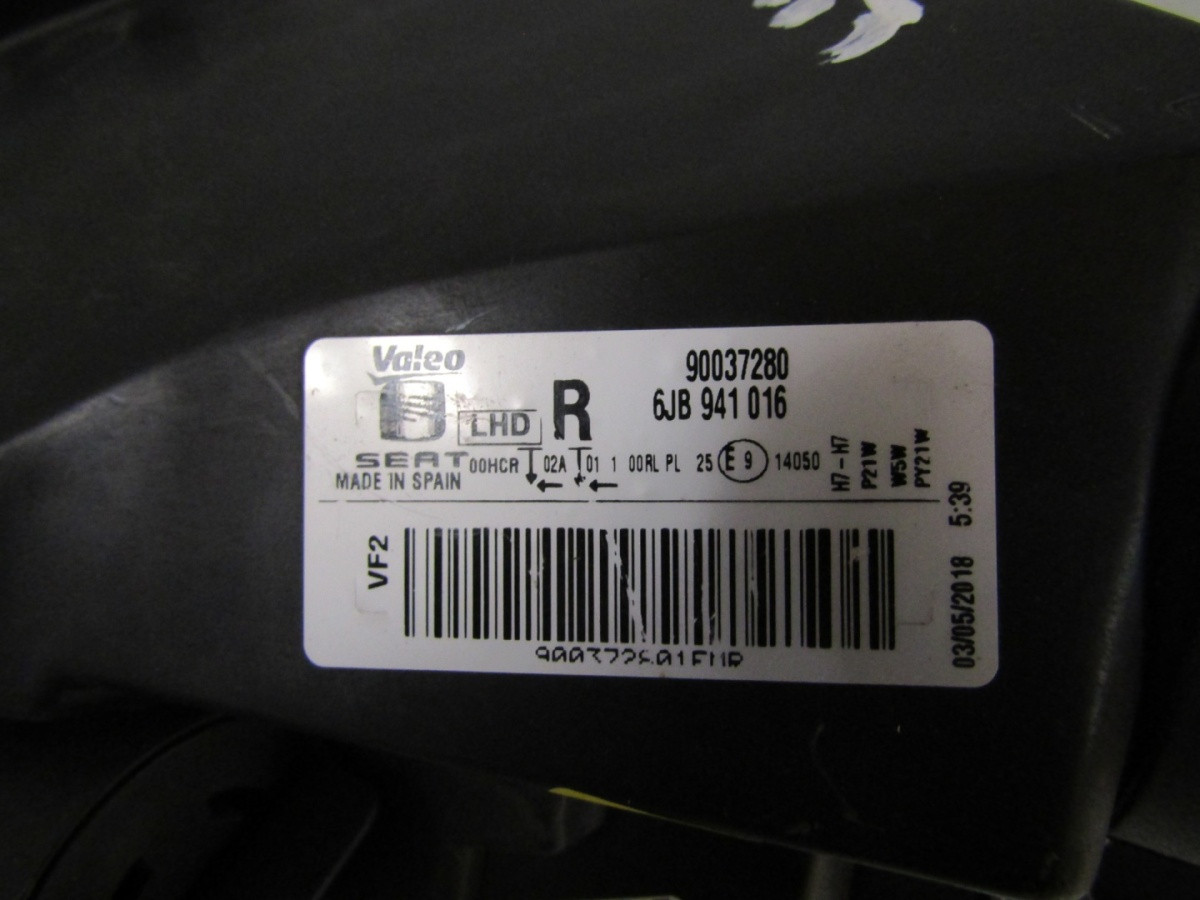 Valeo
90037280
LHD R 6JB 941 016
SEAT 00HCR 02A 01 1 00RL PL 25 E 9 14050
MADE IN SPAIN
H7-H7
P21W
W5W
PY21W
VF2
03/05/2018 5:39